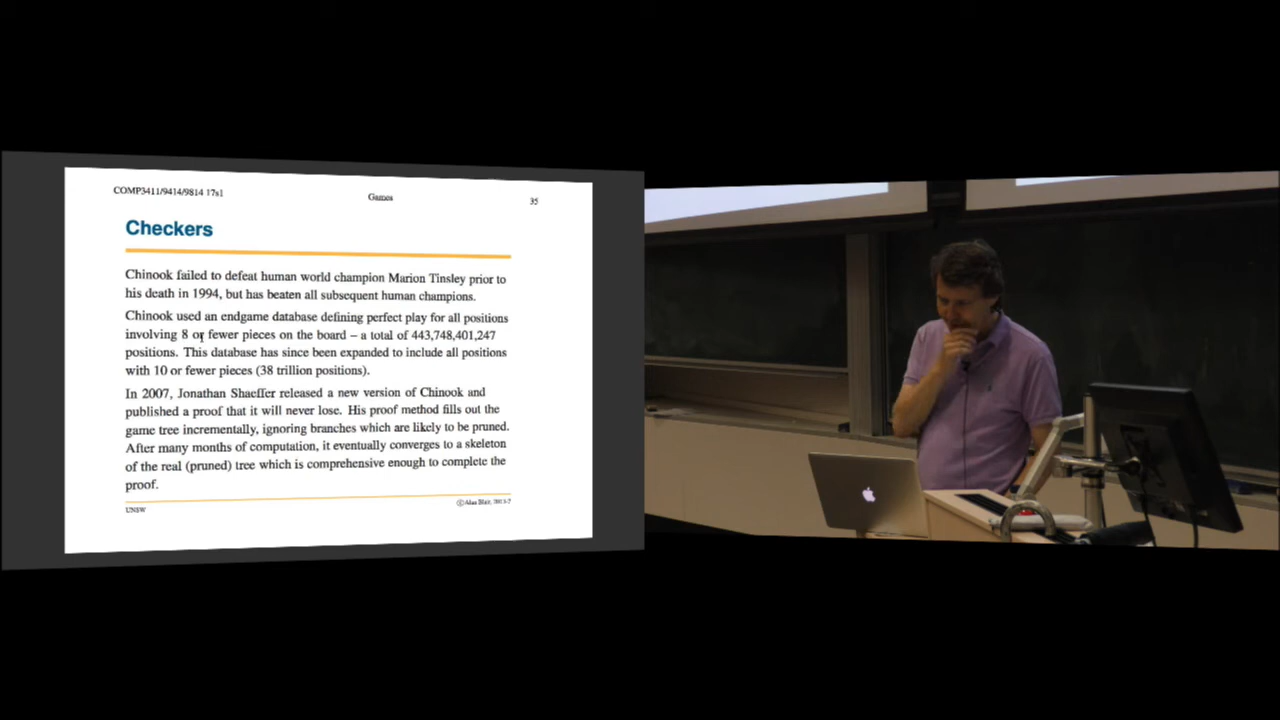 COMP3411/9414/9814 17s1 Games 35
Checkers
Chinook failed to defeat human world champion Marion Tinsley prior to
his death in 1994, but has beaten all subsequent human champions.
Chinook used an endgame database defining perfect play for all positions
involving 8 or fewer pieces on the board – a total of 443,748,401,247
positions. This database has since been expanded to include all positions
with 10 or fewer pieces (38 trillion positions).
In 2007, Jonathan Shaeffer released a new version of Chinook and
published a proof that it will never lose. His proof method fills out the
game tree incrementally, ignoring branches which are likely to be pruned.
After many months of computation, it eventually converges to a skeleton
of the real (pruned) tree which is comprehensive enough to complete the
proof.
UNSW ©Alan Blair, 2013-7